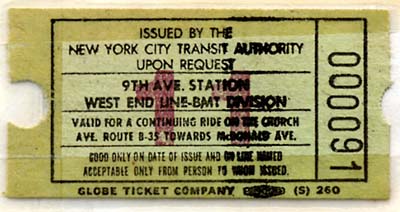 ISSUED BY THE
NEW YORK CITY TRANSIT AUTHORITY
UPON REQUEST
9TH AVE. STATION
WEST END LINE-BMT DIVISION
VALID FOR A CONTINUING RIDE ON THE CHURCH
AVE. ROUTE B-35 TOWARDS McDONALD AVE.
GOOD ONLY ON DATE OF ISSUE AND ON LINE NAMED
ACCEPTABLE ONLY FROM PERSON TO WHOM ISSUED.
GLOBE TICKET COMPANY (S) 260
000091